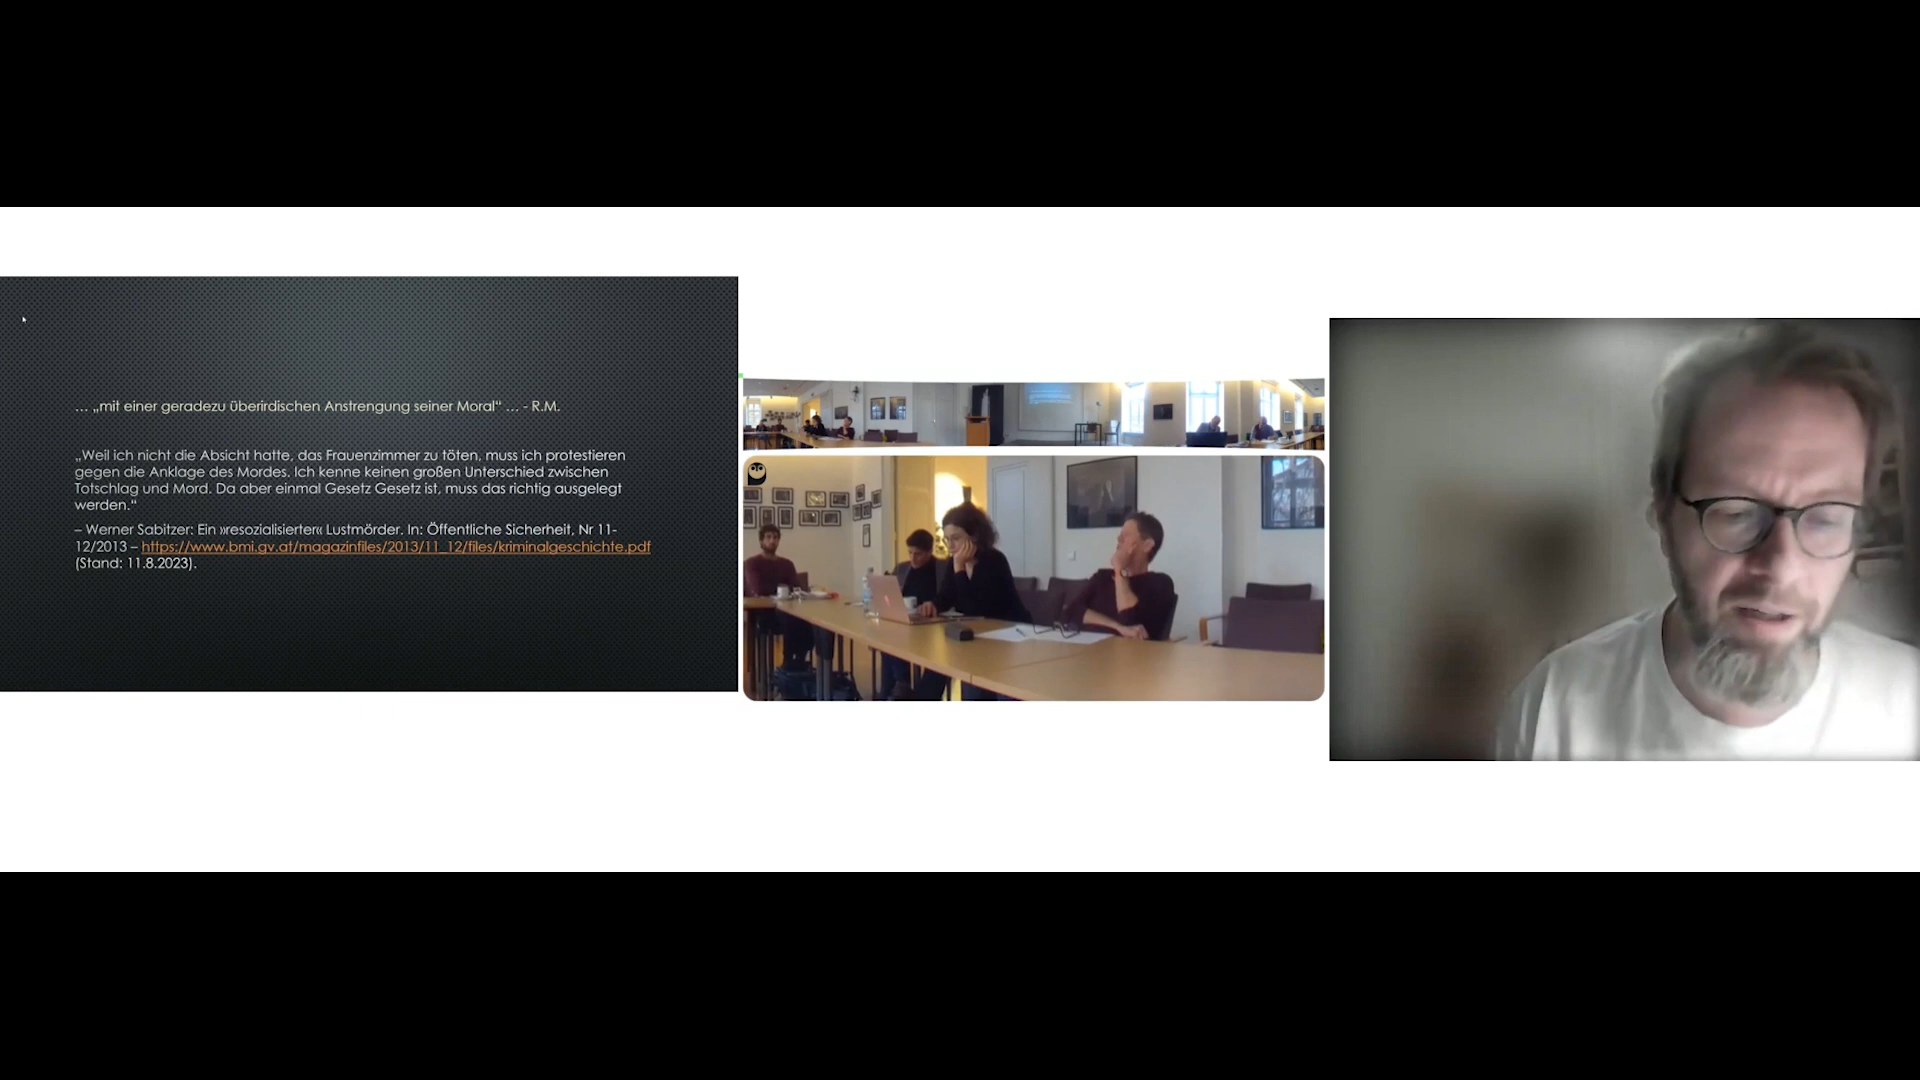 … „mit einer geradezu überirdischen Anstrengung seiner Moral“ … - R.M.
„Weil ich nicht die Absicht hatte, das Frauenzimmer zu töten, muss ich protestieren
gegen die Anklage des Mordes. Ich kenne keinen großen Unterschied zwischen
Totschlag und Mord. Da aber einmal Gesetz Gesetz ist, muss das richtig ausgelegt
werden.“
– Werner Sabitzer: Ein »resozialisierter« Lustmörder. In: Öffentliche Sicherheit, Nr 11-
12/2013 – https://www.bmi.gv.at/magazinfiles/2013/11_12/files/kriminalgeschichte.pdf
(Stand: 11.8.2023).